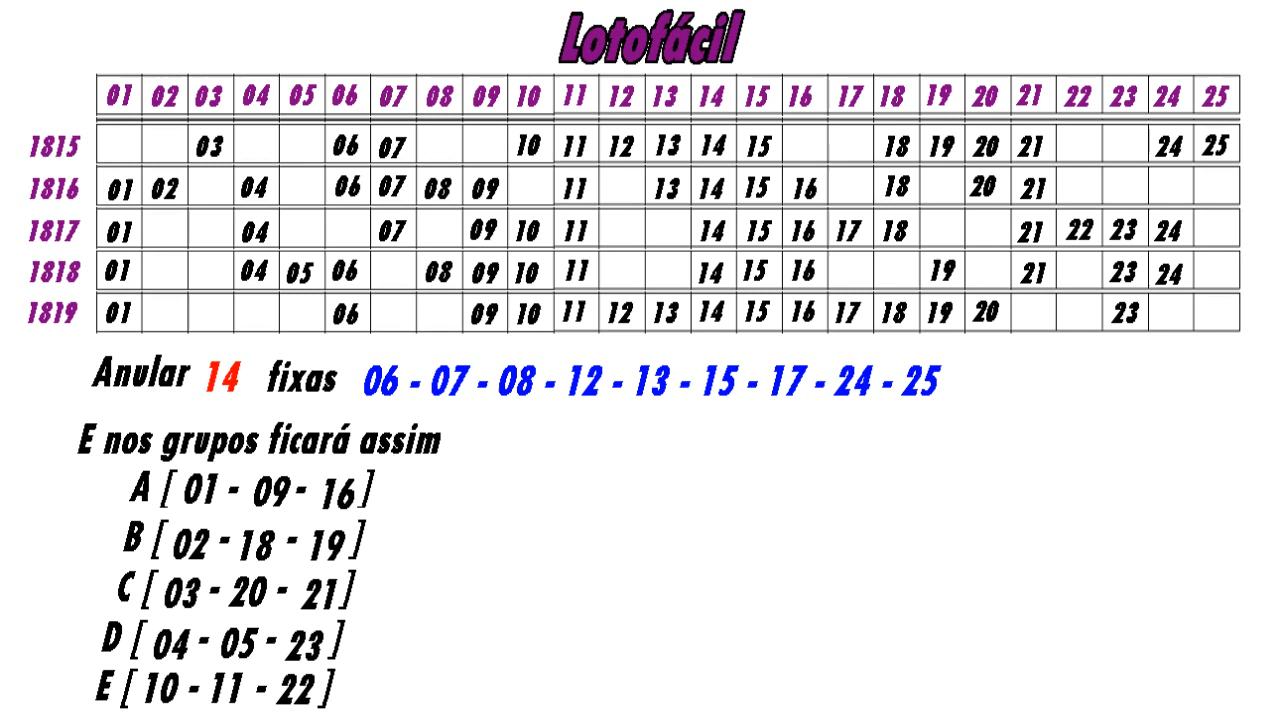 Lotofácil
01 02 03 04 05 06 07 08 09 10 11 12 13 14 15 16 17 18 19 20 21 22 23 24 25
1815 03 06 07 10 11 12 13 14 15 18 19 20 21 24 25
1816 01 02 04 06 07 08 09 11 13 14 15 16 18 20 21
1817 01 04 07 09 10 11 14 15 16 17 18 21 22 23 24
1818 01 04 05 06 08 09 10 11 14 15 16 19 21 23 24
1819 01 06 09 10 11 12 13 14 15 16 17 18 19 20 23
Anular 14 fixas 06 - 07 - 08 - 12 - 13 - 15 - 17 - 24 - 25
E nos grupos ficará assim
A [ 01 - 09 - 16 ]
B [ 02 - 18 - 19 ]
C [ 03 - 20 - 21 ]
D [ 04 - 05 - 23 ]
E [ 10 - 11 - 22 ]